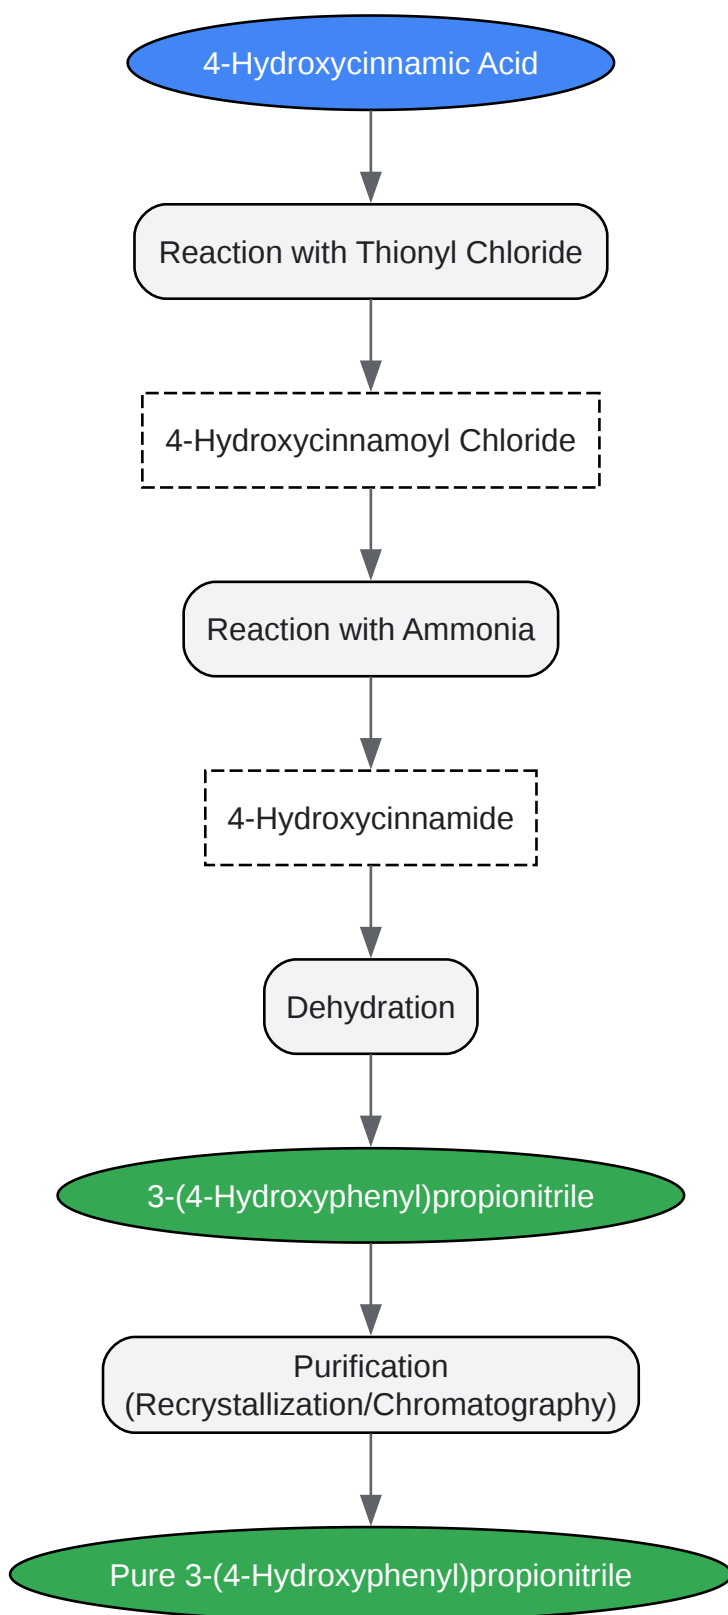 4-Hydroxycinnamic Acid
Reaction with Thionyl Chloride
4-Hydroxycinnamoyl Chloride
Reaction with Ammonia
4-Hydroxycinnamide
Dehydration
3-(4-Hydroxyphenyl)propionitrile
Purification
(Recrystallization/Chromatography)
Pure 3-(4-Hydroxyphenyl)propionitrile